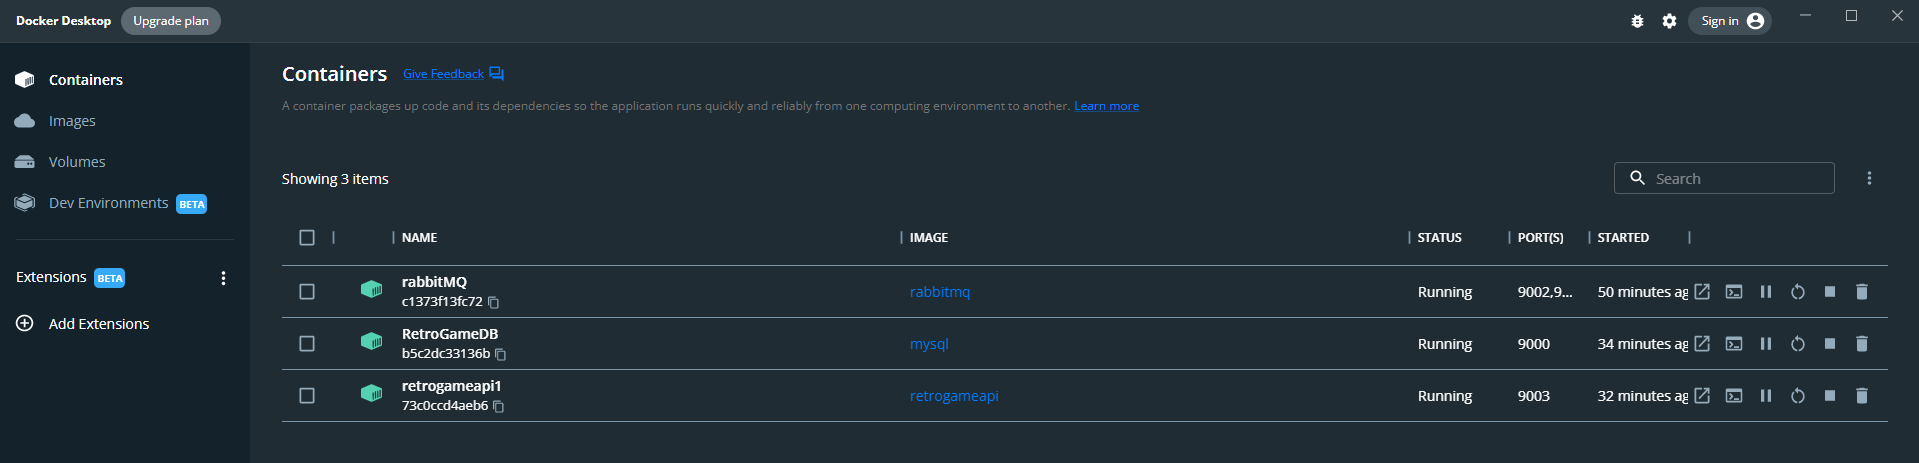 Docker Desktop Upgrade plan Sign in
Containers
Images
Volumes
Dev Environments BETA
Extensions BETA
Add Extensions
Containers Give Feedback
A container packages up code and its dependencies so the application runs quickly and reliably from one computing environment to another. Learn more
Showing 3 items Search
NAME IMAGE STATUS PORT(S) STARTED
rabbitMQ
c1373f13fc72 rabbitmq Running 9002,9... 50 minutes ag
RetroGameDB
b5c2dc33136b mysql Running 9000 34 minutes ag
retrogameapi1
73c0ccd4aeb6 retrogameapi Running 9003 32 minutes ag